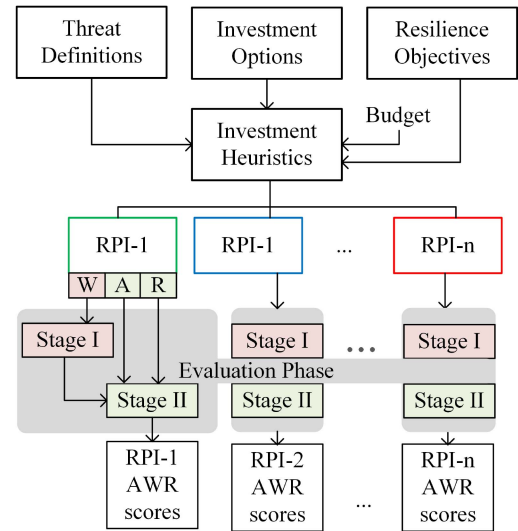 Threat
Definitions
Investment
Options
Resilience
Objectives
Investment
Heuristics
Budget
RPI-1
RPI-1
...
RPI-n
W A R
Stage I
Stage I
...
Stage I
Evaluation Phase
Stage II
Stage II
Stage II
RPI-1
AWR
scores
RPI-2
AWR
scores
...
RPI-n
AWR
scores